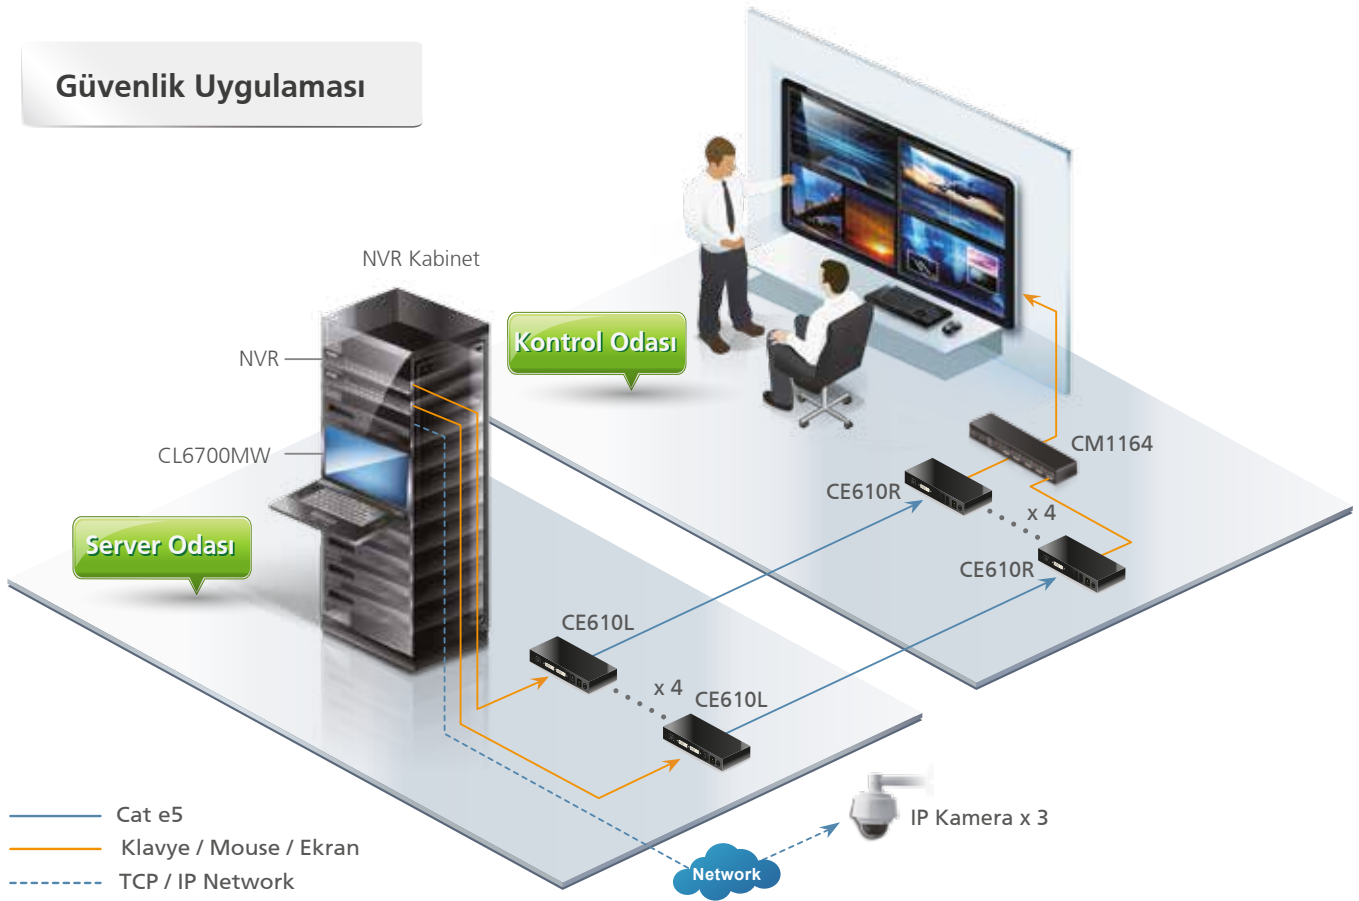 Güvenlik Uygulaması
NVR Kabinet
NVR
Kontrol Odası
CL6700MW
CM1164
CE610R
x 4
Server Odası
CE610R
CE610L
x 4
CE610L
Cat e5
IP Kamera x 3
Klavye / Mouse / Ekran
TCP / IP Network
Network